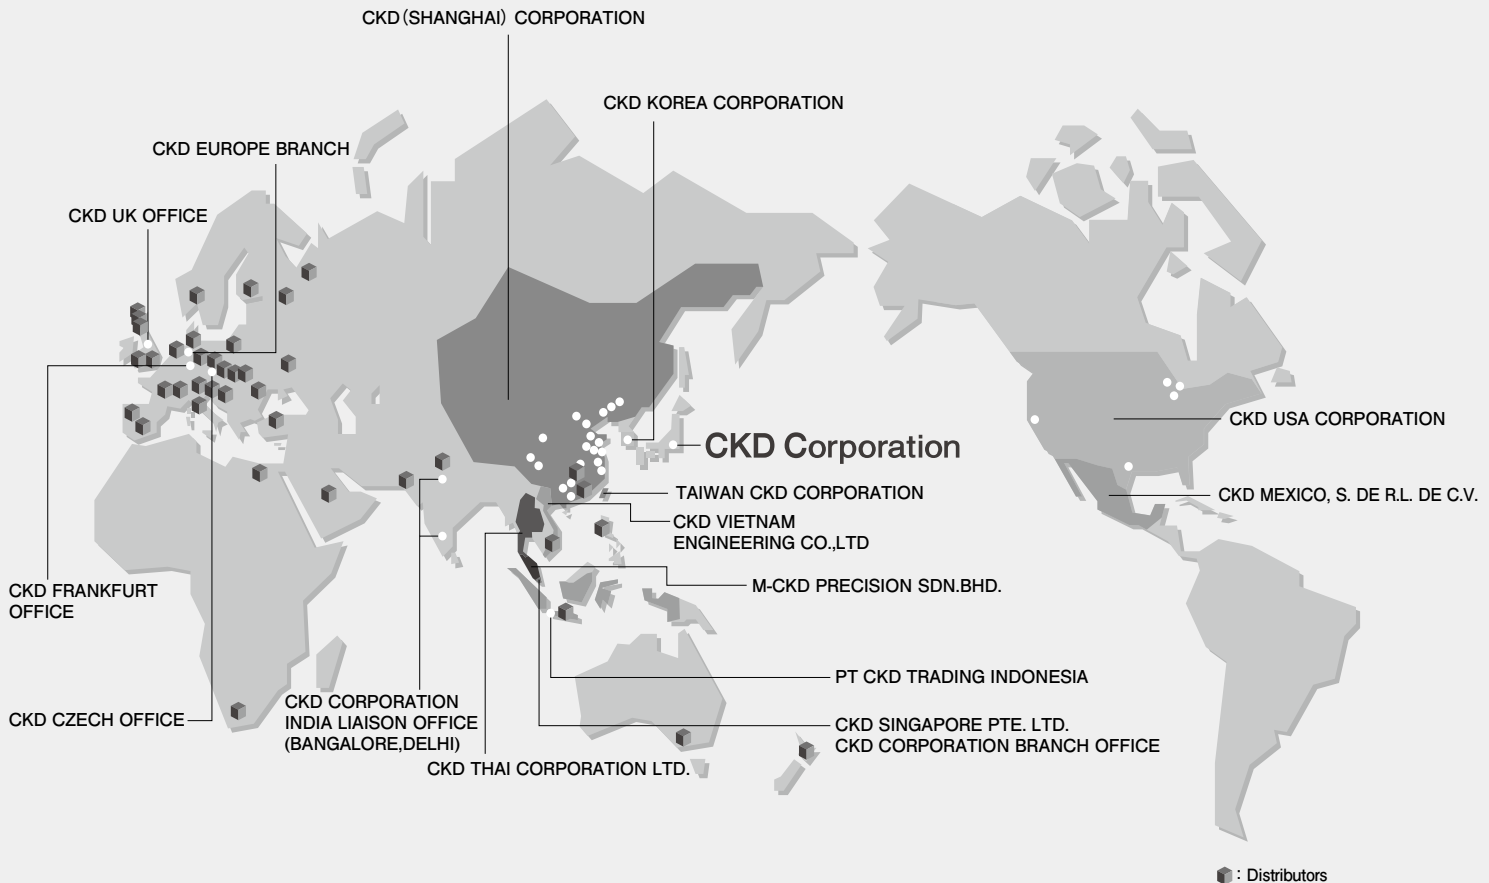 CKD(SHANGHAI) CORPORATION
CKD KOREA CORPORATION
CKD EUROPE BRANCH
CKD UK OFFICE
CKD USA CORPORATION
CKD Corporation
TAIWAN CKD CORPORATION
CKD MEXICO, S. DE R.L. DE C.V.
CKD VIETNAM
ENGINEERING CO.,LTD
M-CKD PRECISION SDN.BHD.
CKD FRANKFURT
OFFICE
PT CKD TRADING INDONESIA
CKD CZECH OFFICE
CKD CORPORATION
INDIA LIAISON OFFICE
(BANGALORE,DELHI)
CKD SINGAPORE PTE. LTD.
CKD CORPORATION BRANCH OFFICE
CKD THAI CORPORATION LTD.
: Distributors